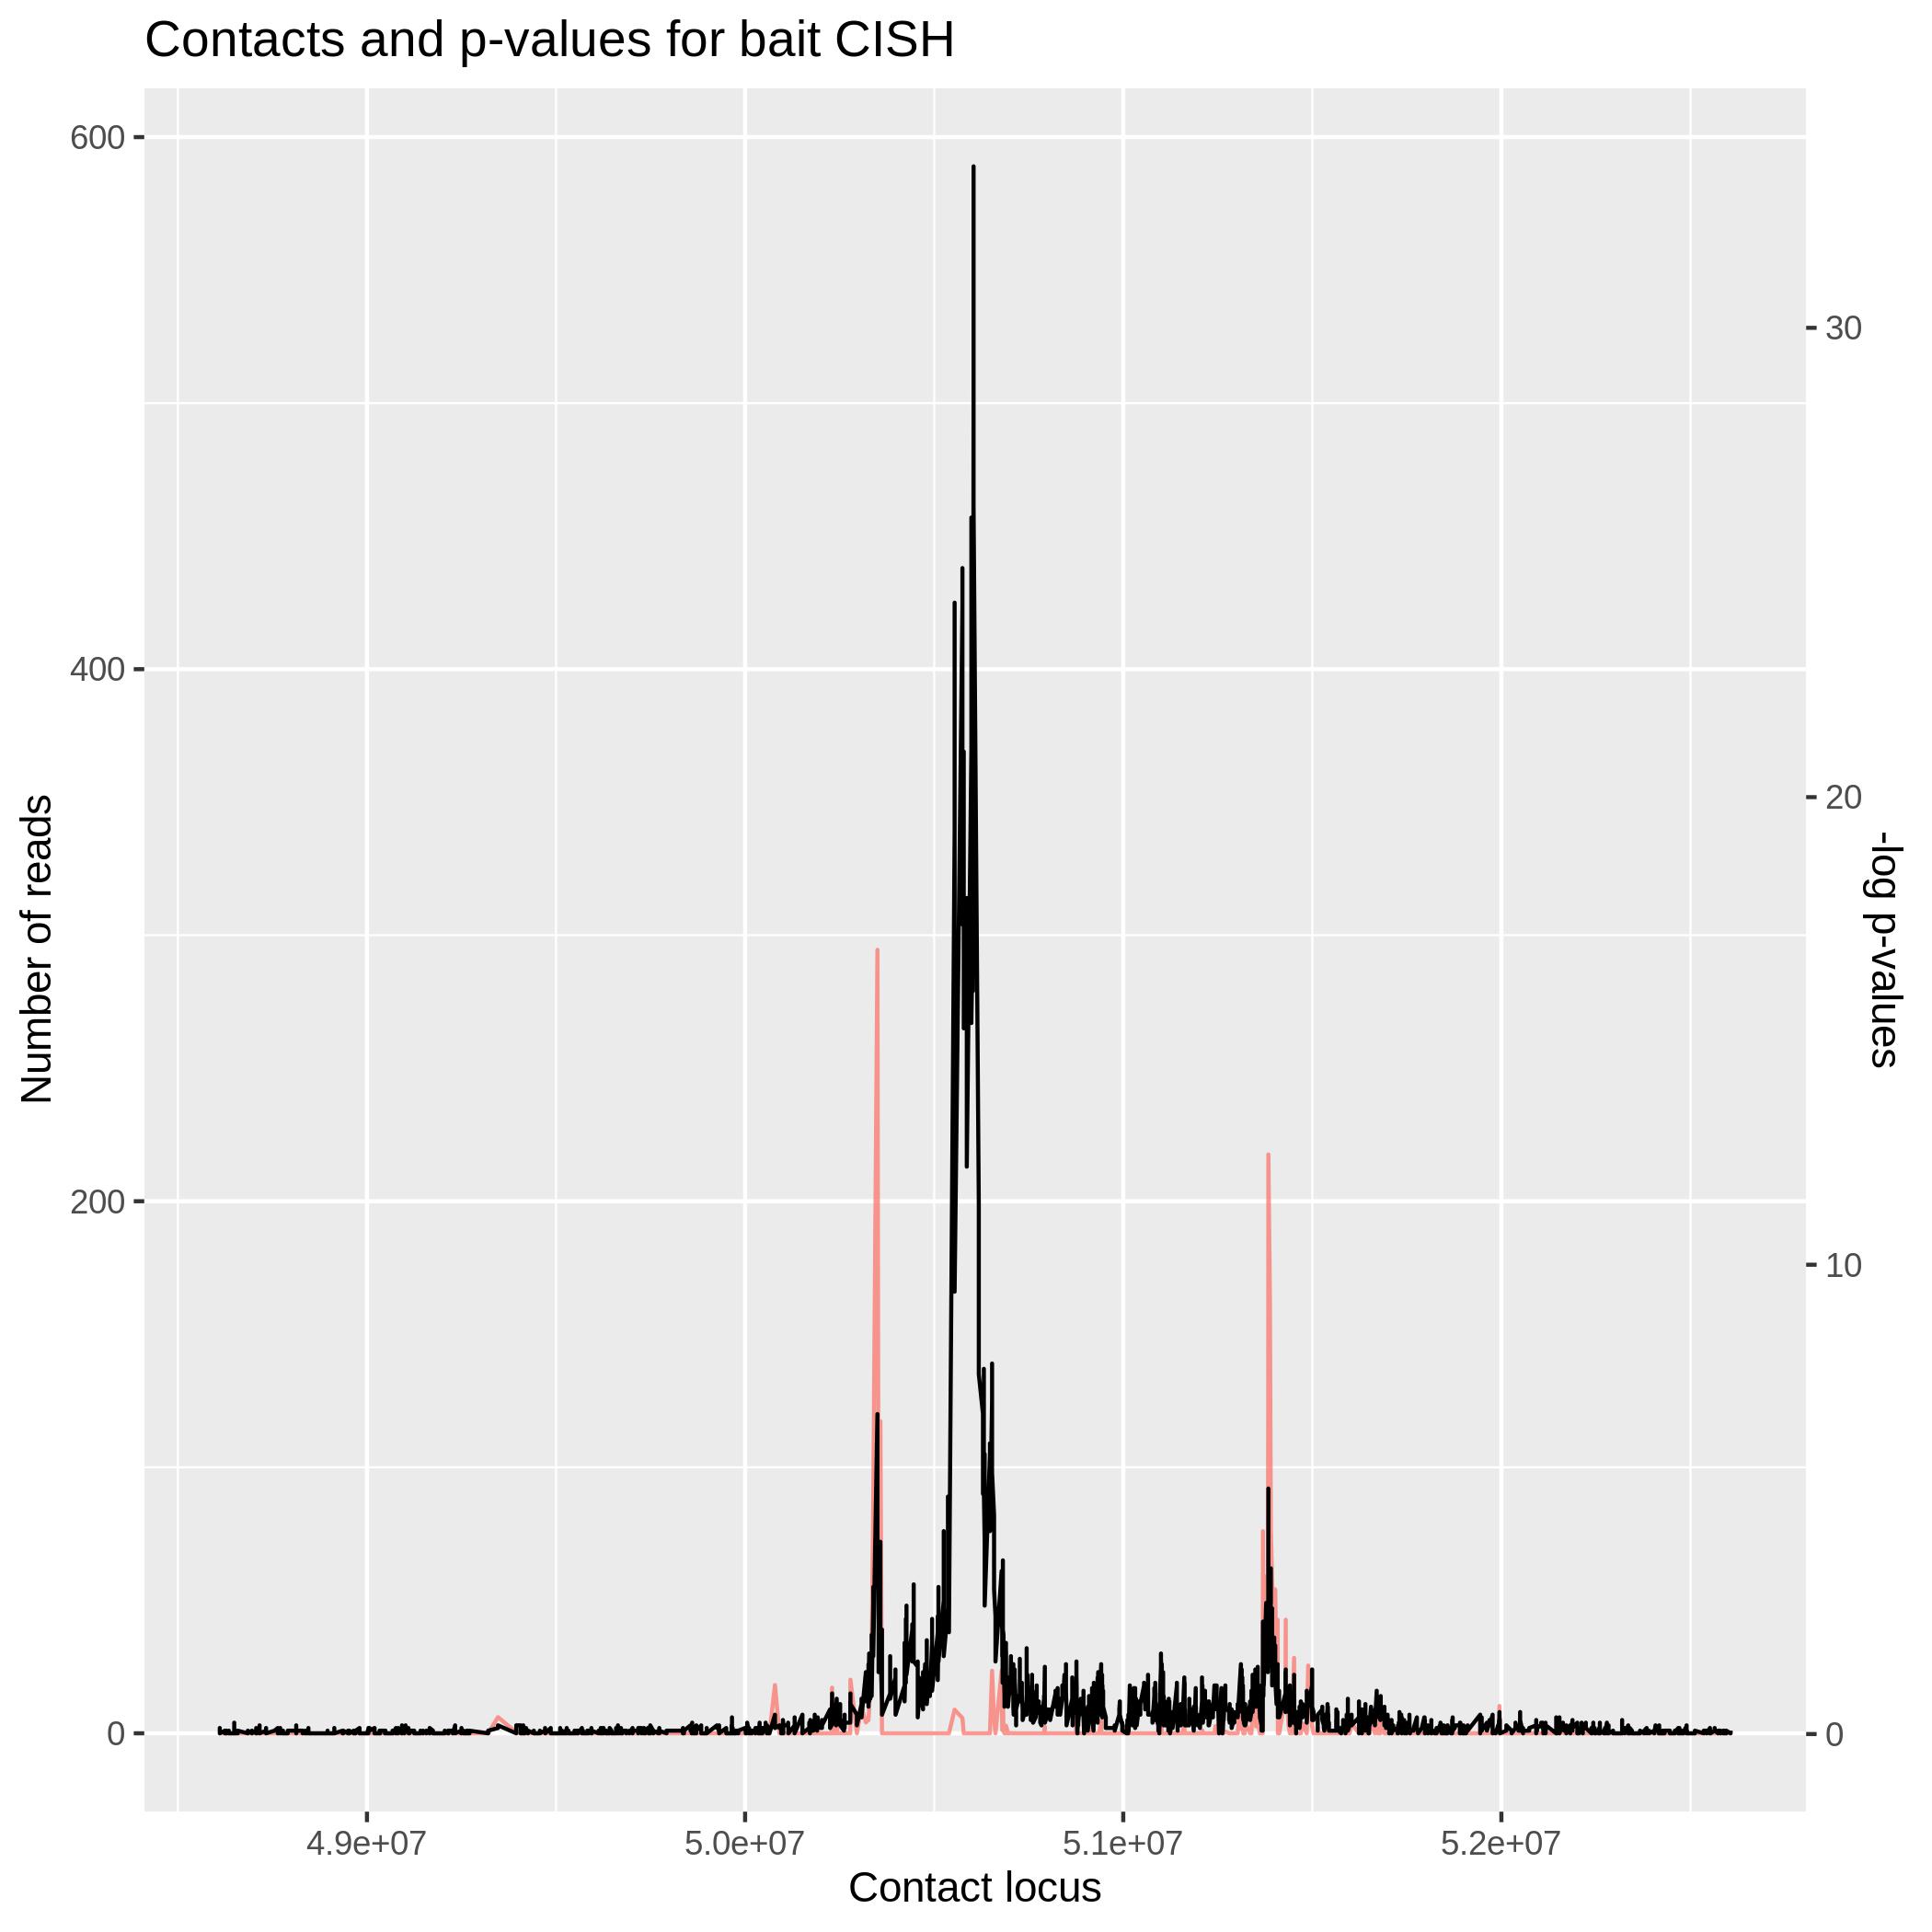 Contacts and p-values for bait CISH
600
400
200
0
Number of reads
30
20
10
0
-log p-values
4.9e+07
5.0e+07
5.1e+07
5.2e+07
Contact locus